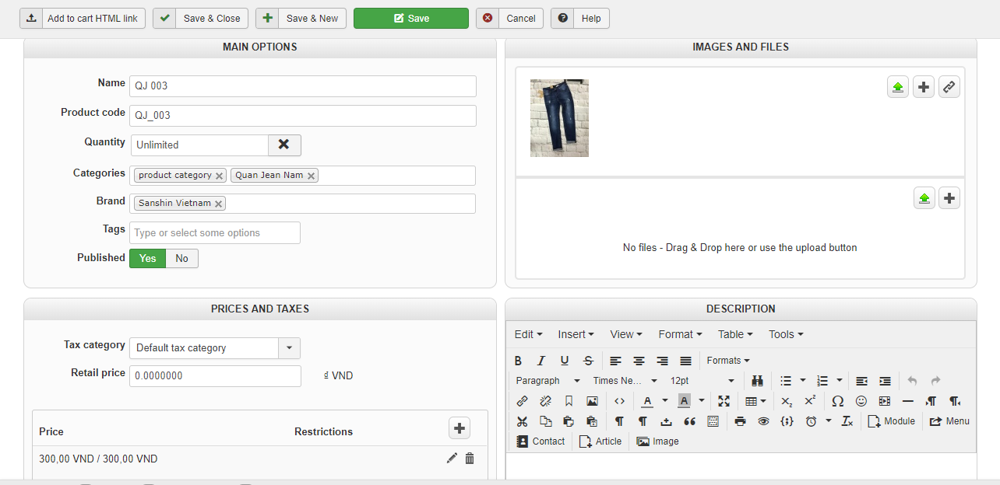 Add to cart HTML link
Save & Close
Save & New
Save
Cancel
Help
MAIN OPTIONS
Name
QJ 003
Product code
QJ_003
Quantity
Unlimited
Categories
product category
Quan Jean Nam
Brand
Sanshin Vietnam
Tags
Type or select some options
Published
Yes
No
IMAGES AND FILES
No files - Drag & Drop here or use the upload button
PRICES AND TAXES
Tax category
Default tax category
Retail price
0.0000000
₫ VND
Price
Restrictions
300,00 VND / 300,00 VND
DESCRIPTION
Edit
Insert
View
Format
Table
Tools
Formats
Paragraph
Times Ne...
12pt
Module
Menu
Contact
Article
Image